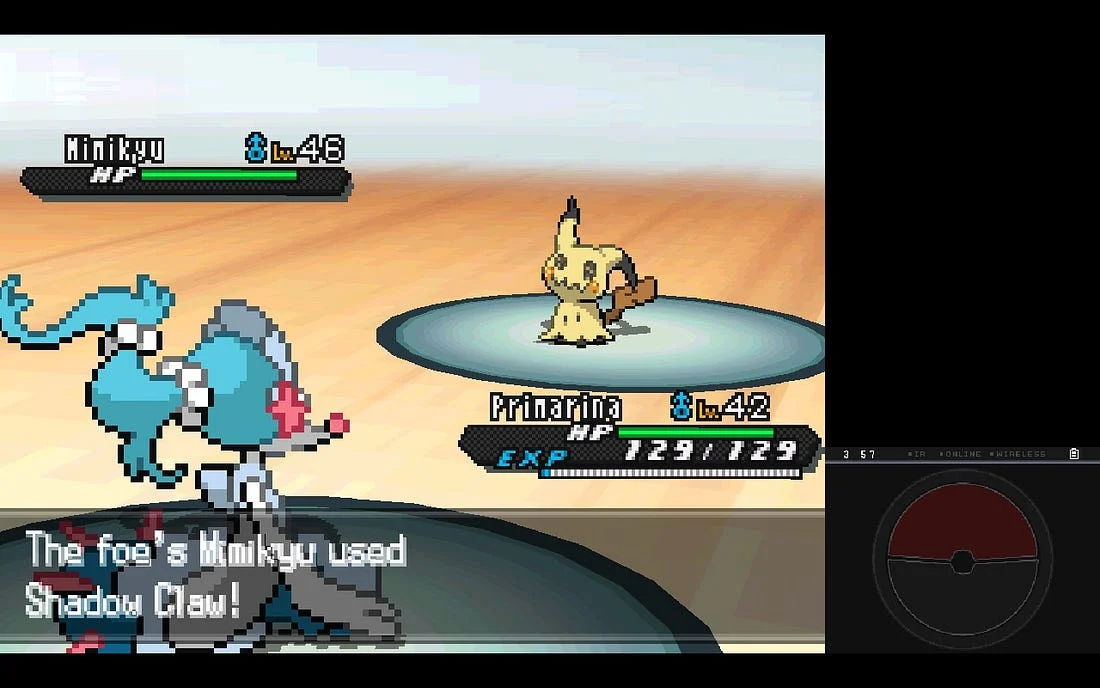 Mimikyu Lv.46
HP
Primarina Lv.42
HP
129/129
EXP
3 57 IR ONLINE WIRELESS
The foe's Mimikyu used
Shadow Claw!